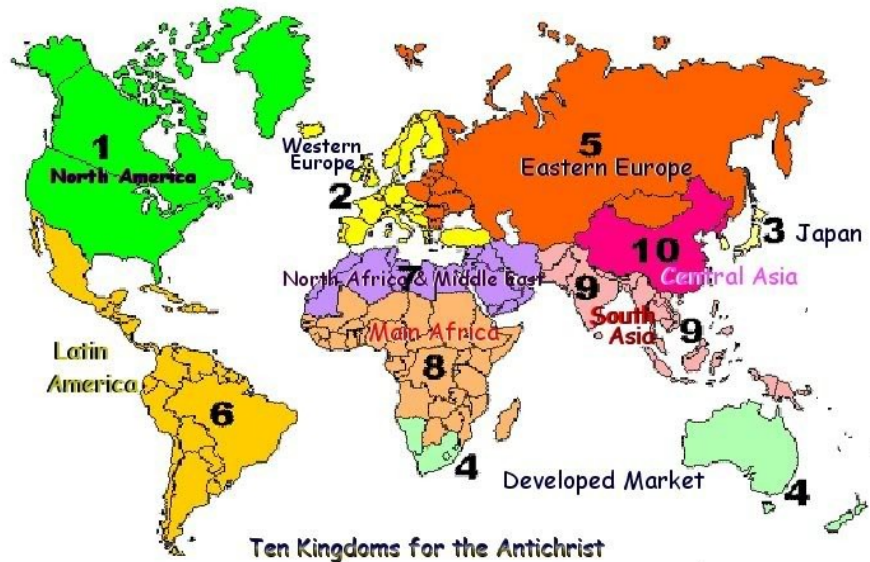 1
North America
Western
Europe
2
5
Eastern Europe
3 Japan
10
Central Asia
7
North Africa & Middle East
9
South
Asia
9
Main Africa
8
Latin
America
6
4
Developed Market
4
Ten Kingdoms for the Antichrist